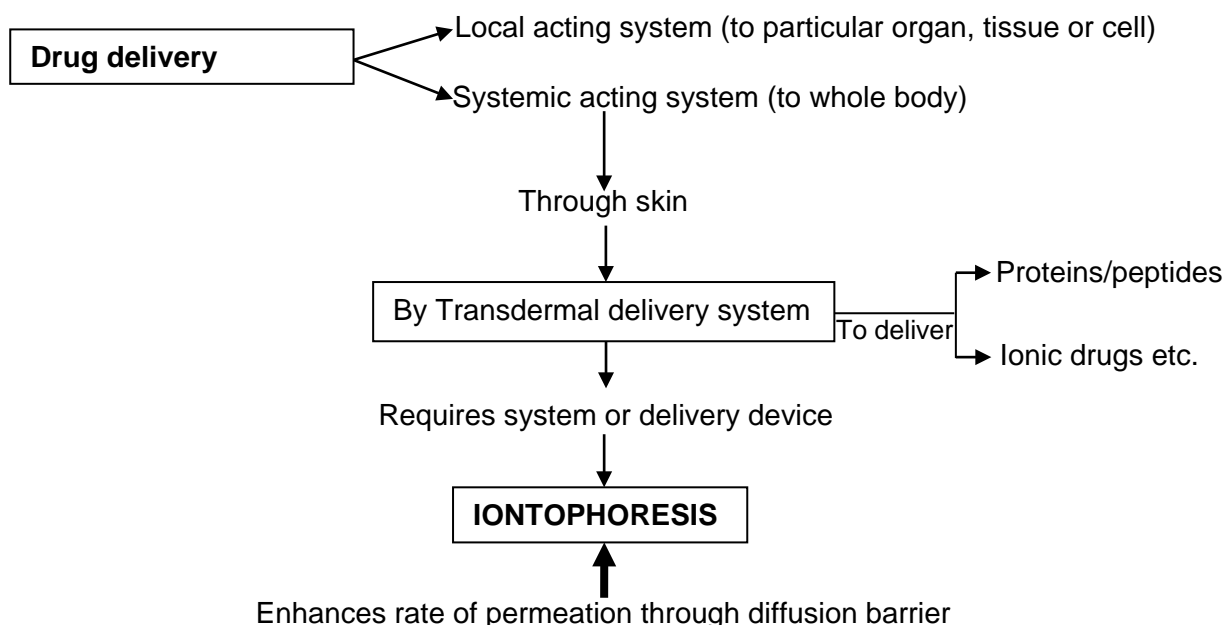 Local acting system (to particular organ, tissue or cell)
Drug delivery
Systemic acting system (to whole body)
Through skin
Proteins/peptides
By Transdermal delivery system
To deliver
Ionic drugs etc.
Requires system or delivery device
IONTOPHORESIS
Enhances rate of permeation through diffusion barrier